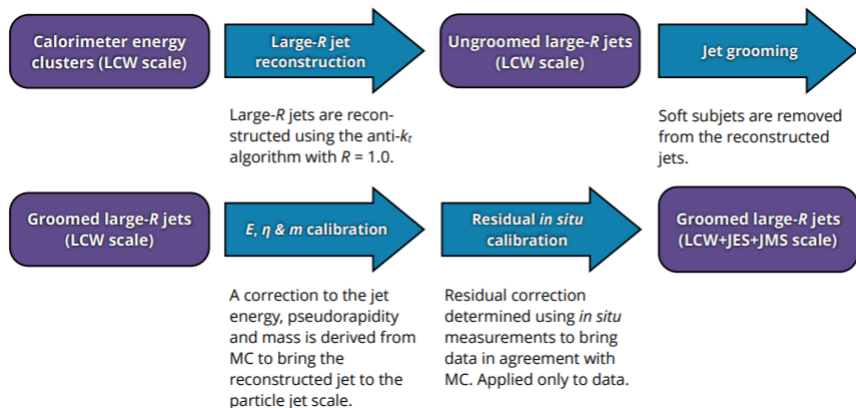 Calorimeter energy
clusters (LCW scale)
Large-R jet
reconstruction
Ungroomed large-R jets
(LCW scale)
Jet grooming
Large-R jets are recon-
structed using the anti-kt
algorithm with R = 1.0.
Soft subjets are removed
from the reconstructed
jets.
Groomed large-R jets
(LCW scale)
E, η & m calibration
Residual in situ
calibration
Groomed large-R jets
(LCW+JES+JMS scale)
A correction to the jet
energy, pseudorapidity
and mass is derived from
MC to bring the
reconstructed jet to the
particle jet scale.
Residual correction
determined using in situ
measurements to bring
data in agreement with
MC. Applied only to data.